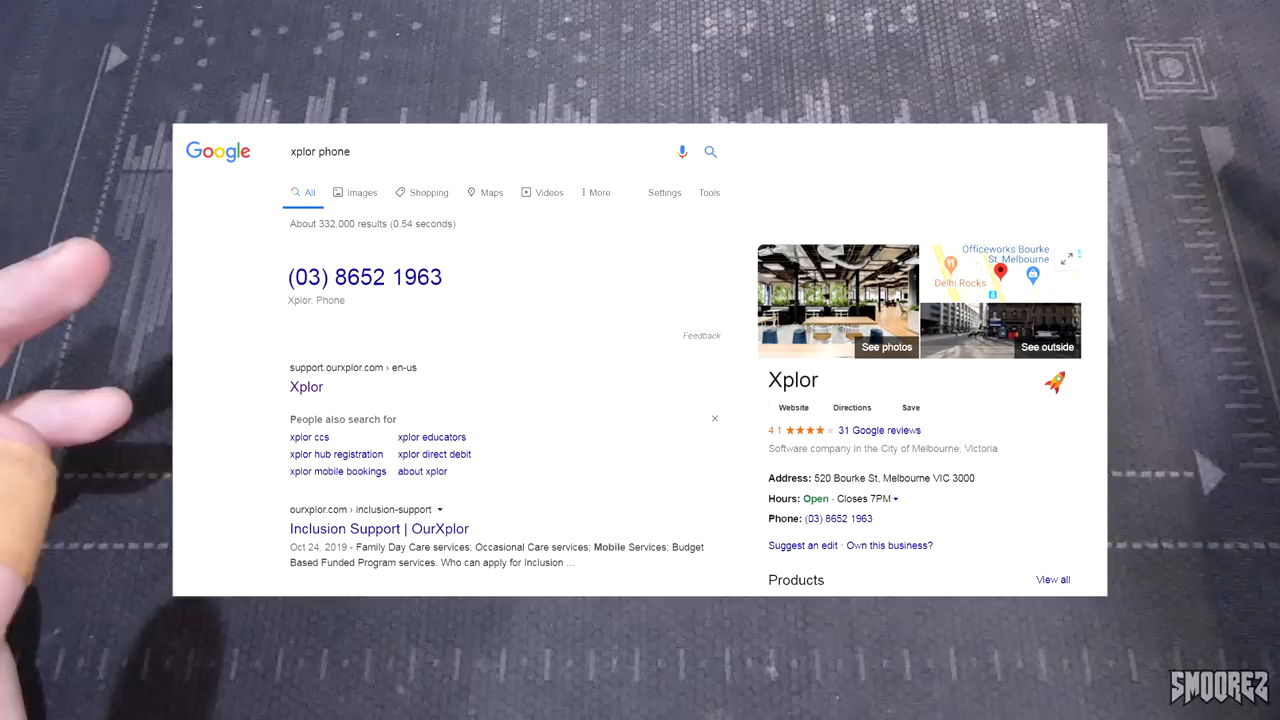 Google
xplor phone
All Images Shopping Maps Videos More Settings Tools
About 332,000 results (0.54 seconds)
(03) 8652 1963
Xplor, Phone
Feedback
support.ourxplor.com › en-us
Xplor
People also search for
xplor ccs xplor educators
xplor hub registration xplor direct debit
xplor mobile bookings about xplor
ourxplor.com › inclusion-support
Inclusion Support | OurXplor
Oct 24, 2019 - Family Day Care services; Occasional Care services; Mobile Services; Budget
Based Funded Program services. Who can apply for Inclusion ...
Officeworks Bourke
St, Melbourne
Delhi Rocks
See photos
See outside
Xplor
Website Directions Save
4.1 31 Google reviews
Software company in the City of Melbourne, Victoria
Address: 520 Bourke St, Melbourne VIC 3000
Hours: Open · Closes 7PM
Phone: (03) 8652 1963
Suggest an edit · Own this business?
Products View all
SMOOREZ